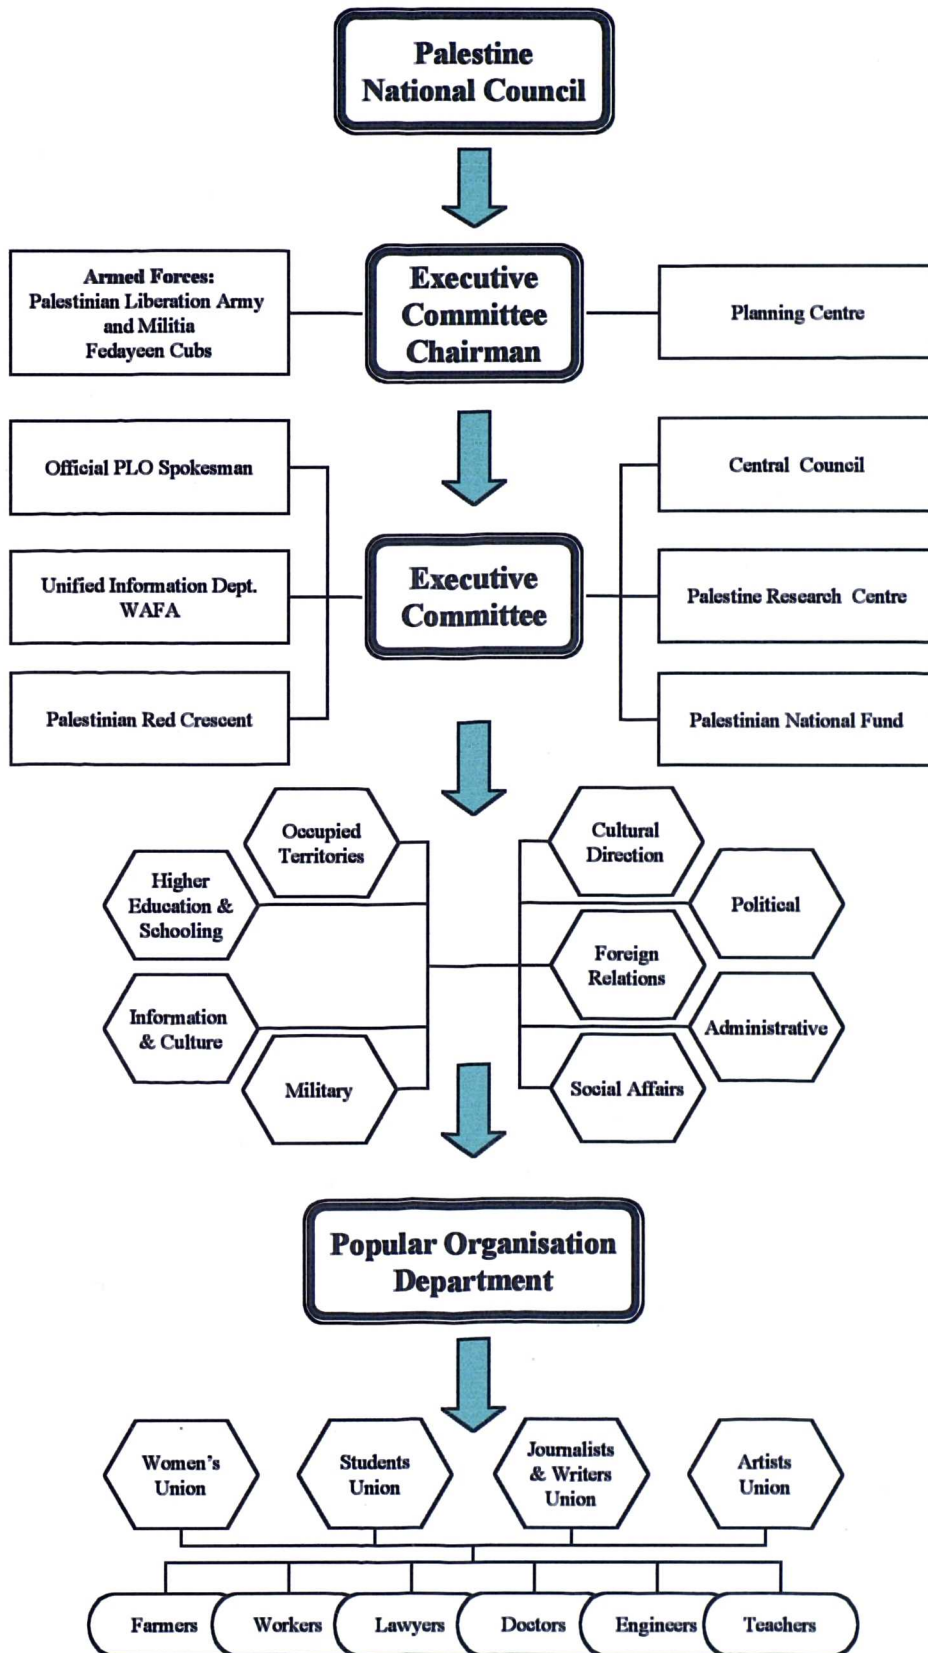 Palestine
National Council
Armed Forces:
Palestinian Liberation Army
and Militia
Fedayeen Cubs
Executive
Committee
Chairman
Planning Centre
Official PLO Spokesman
Central Council
Unified Information Dept.
WAFA
Executive
Committee
Palestine Research Centre
Palestinian Red Crescent
Palestinian National Fund
Occupied
Territories
Cultural
Direction
Higher
Education &
Schooling
Political
Foreign
Relations
Information
& Culture
Administrative
Military
Social Affairs
Popular Organisation
Department
Women's
Union
Students
Union
Journalists
& Writers
Union
Artists
Union
Farmers
Workers
Lawyers
Doctors
Engineers
Teachers